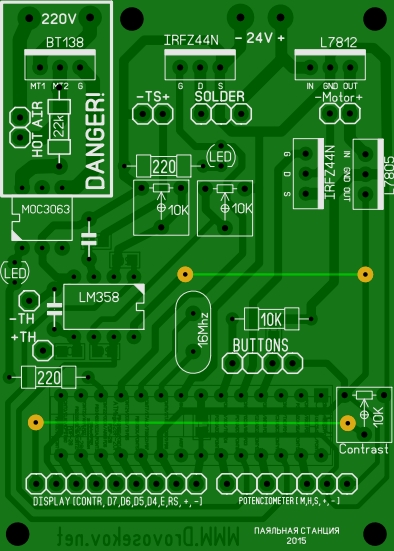 220V
- 24V +
BT138
IRFZ44N
L7812
MT1 MT2 G
G D S
IN GND OUT
-TS+
SOLDER
-Motor+
HOT AIR
22k
DANGER!
LED
220
G D S
IRFZ44N
IN GND OUT
L7805
10K
10K
MOC3063
LED
-TH
LM358
+TH
16Mhz
10K
BUTTONS
220
10K
Contrast
DISPLAY [CONTR, D7,D6,D5,D4,E,RS, +, -]
POTENCIOMETER [ M,H,S, +, -]
www.Drovosekov.net
ПАЯЛЬНАЯ СТАНЦИЯ
2015